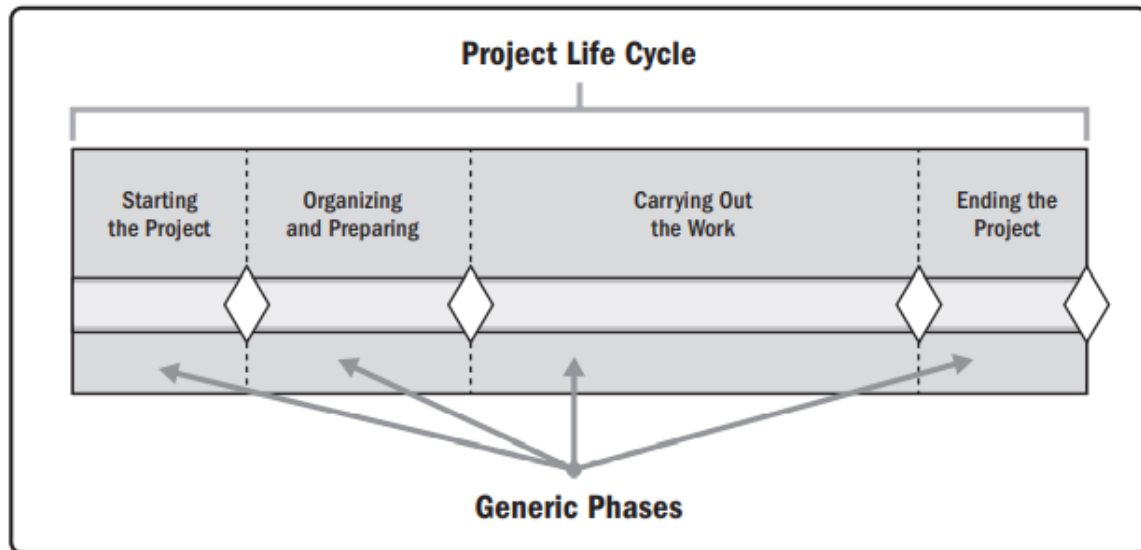 Project Life Cycle
Starting
the Project
Organizing
and Preparing
Carrying Out
the Work
Ending the
Project
Generic Phases